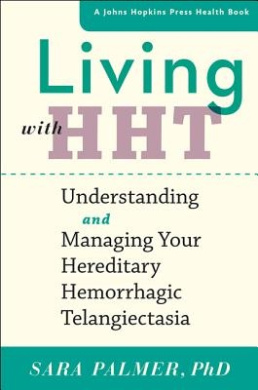 A Johns Hopkins Press Health Book
Living
with HHT
Understanding
and
Managing Your
Hereditary
Hemorrhagic
Telangiectasia
SARA PALMER, PhD